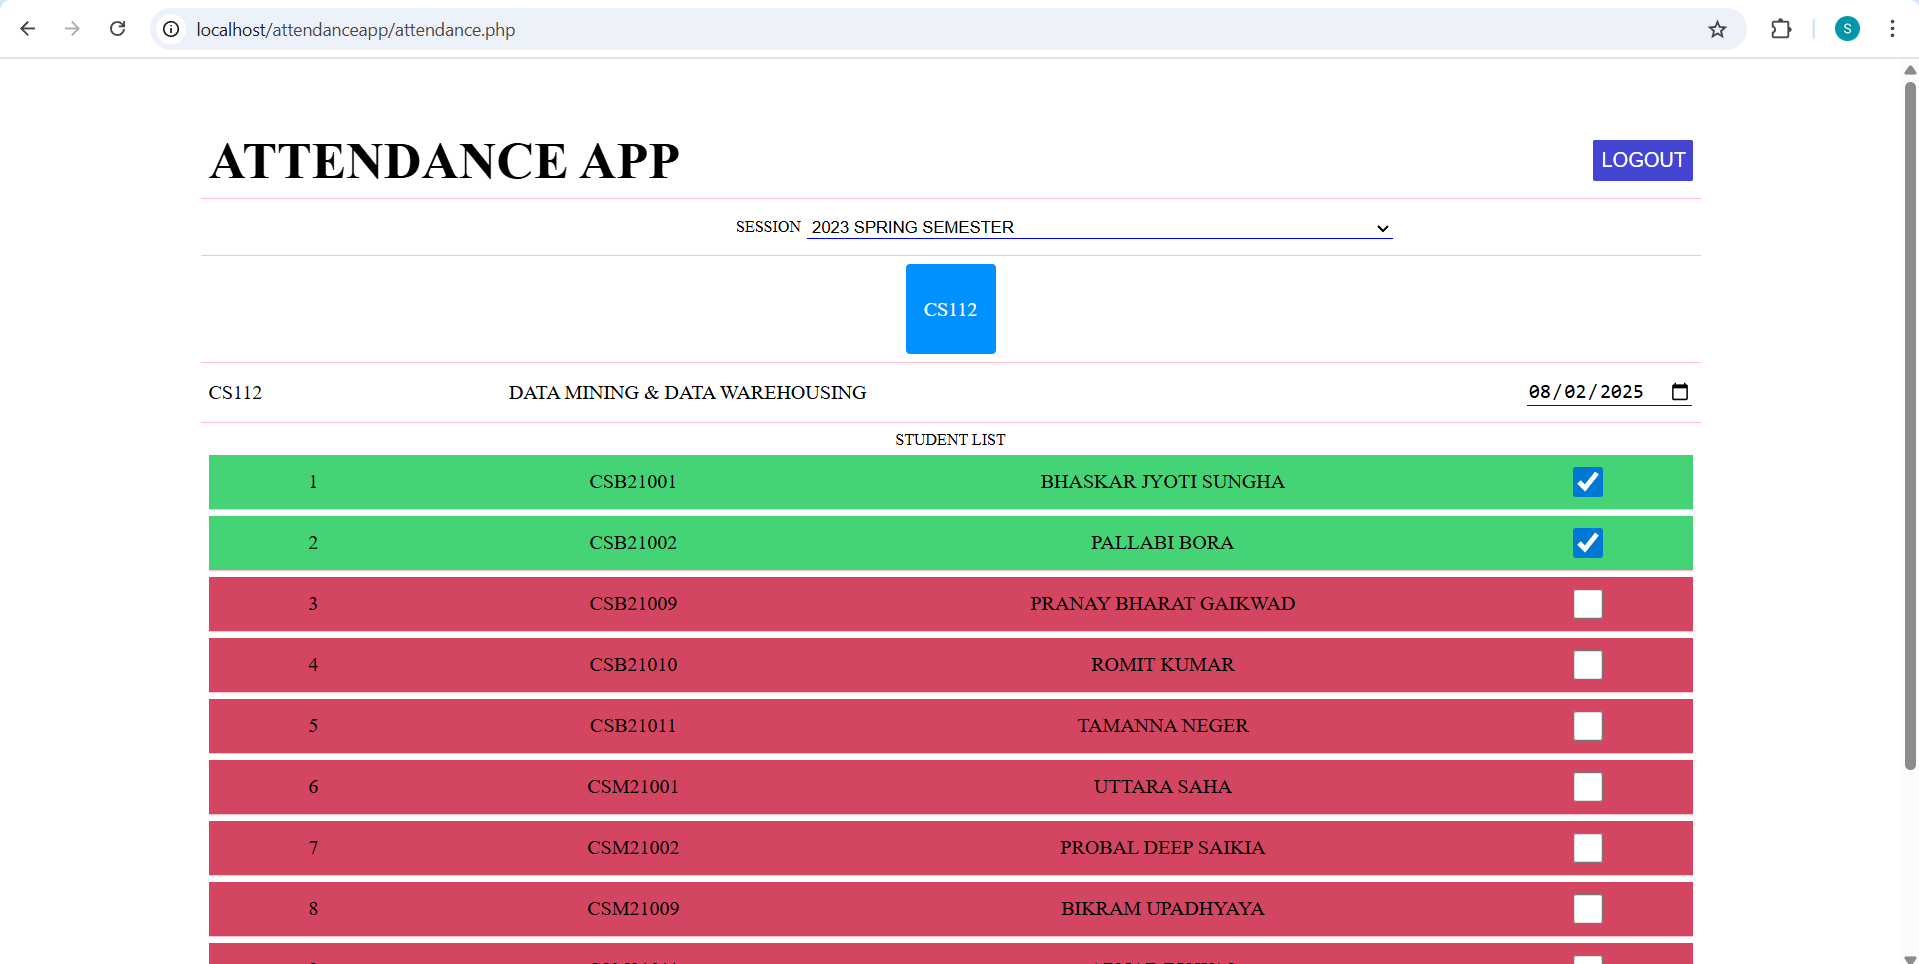 localhost/attendanceapp/attendance.php
S
ATTENDANCE APP
LOGOUT
SESSION 2023 SPRING SEMESTER
CS112
CS112 DATA MINING & DATA WAREHOUSING 08/02/2025
STUDENT LIST
1 CSB21001 BHASKAR JYOTI SUNGHA
2 CSB21002 PALLABI BORA
3 CSB21009 PRANAY BHARAT GAIKWAD
4 CSB21010 ROMIT KUMAR
5 CSB21011 TAMANNA NEGER
6 CSM21001 UTTARA SAHA
7 CSM21002 PROBAL DEEP SAIKIA
8 CSM21009 BIKRAM UPADHYAYA